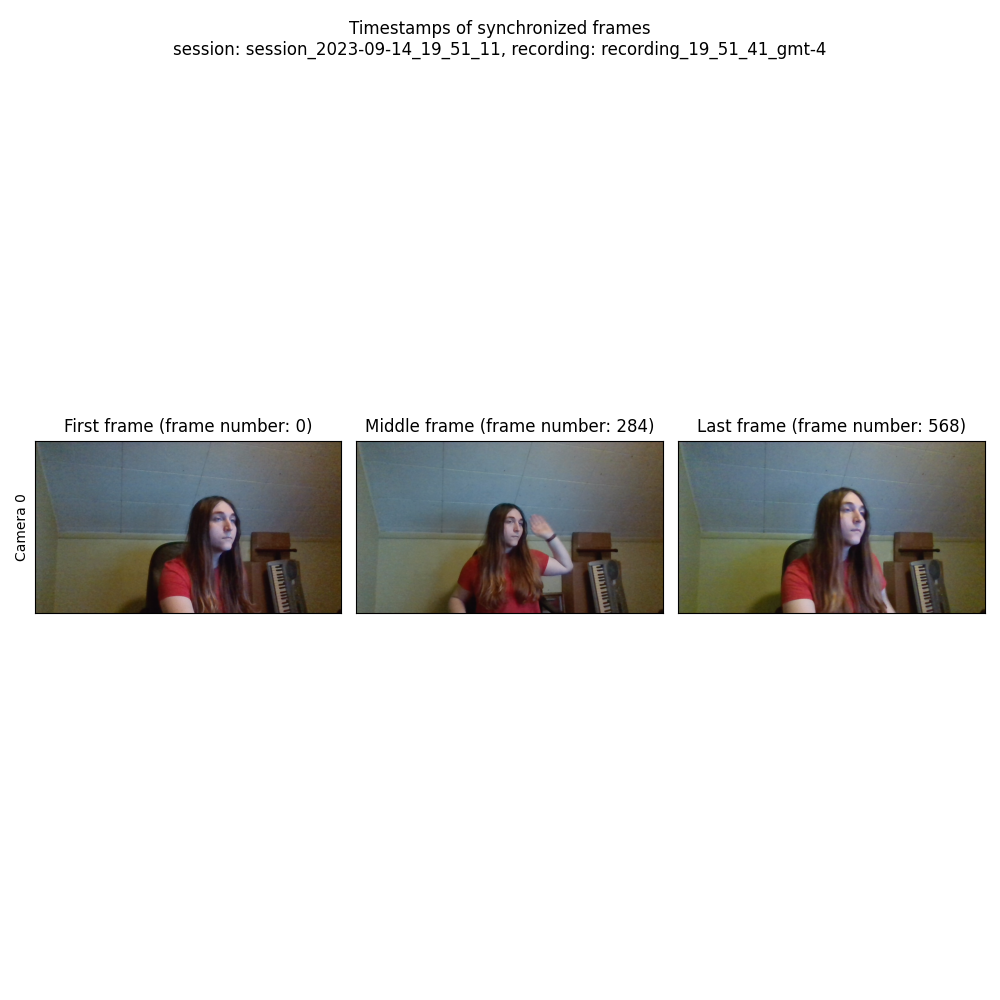 Timestamps of synchronized frames
session: session_2023-09-14_19_51_11, recording: recording_19_51_41_gmt-4
First frame (frame number: 0)
Middle frame (frame number: 284)
Last frame (frame number: 568)
Camera 0